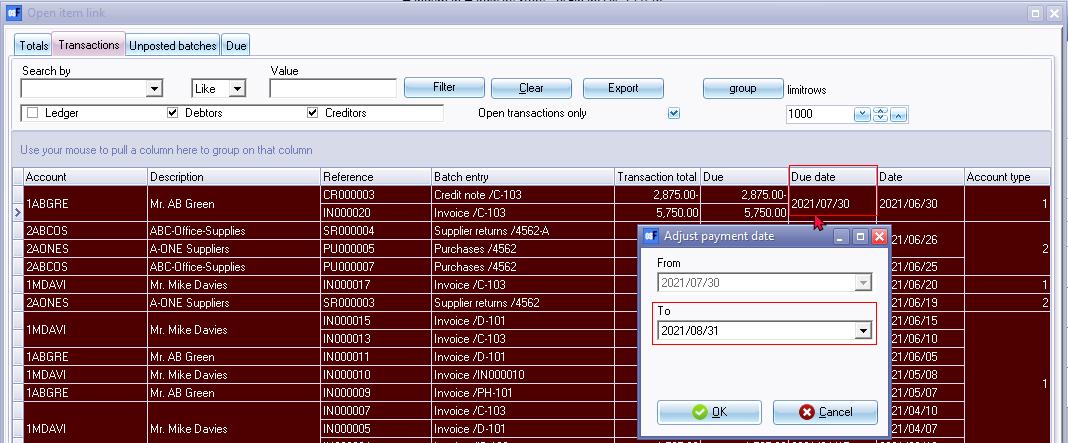 Open item link
Totals Transactions Unposted batches Due
Search by Value
Like Filter Clear Export group limitrows
Ledger Debtors Creditors Open transactions only 1000
Use your mouse to pull a column here to group on that column
Account Description Reference Batch entry Transaction total Due Due date Date Account type
1ABGRE Mr. AB Green CR000003 Credit note /C-103 2,875.00- 2,875.00- 2021/07/30 2021/06/30 1
IN000020 Invoice /C-103 5,750.00 5,750.00
2ABCOS ABC-Office-Supplies SR000004 Supplier returns /4562-A
2AONES A-ONE Suppliers PU000005 Purchases /4562 21/06/26 2
2ABCOS ABC-Office-Supplies PU000007 Purchases /4562 21/06/25
1MDAVI Mr. Mike Davies IN000017 Invoice /C-103 21/06/20 1
2AONES A-ONE Suppliers SR000003 Supplier returns /4562 21/06/19 2
1MDAVI Mr. Mike Davies IN000015 Invoice /D-101 21/06/15
IN000013 Invoice /C-103 21/06/10
1ABGRE Mr. AB Green IN000011 Invoice /D-101 21/06/05
1MDAVI Mr. Mike Davies IN000010 Invoice /IN000010 21/05/08
1ABGRE Mr. AB Green IN000009 Invoice /PH-101 21/05/07
1
1MDAVI Mr. Mike Davies IN000007 Invoice /C-103 21/04/10
IN000005 Invoice /C-103 21/04/07
Adjust payment date
From
2021/07/30
To
2021/08/31
OK Cancel